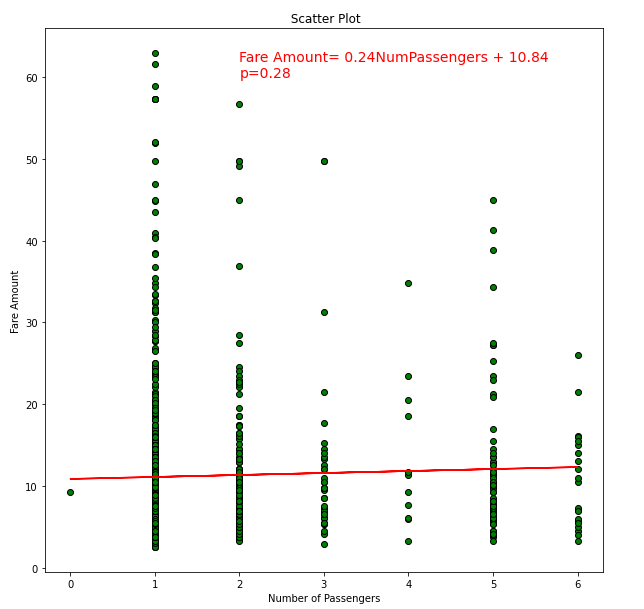 Scatter Plot
Fare Amount= 0.24NumPassengers + 10.84
p=0.28
60
50
40
30
20
10
0
Fare Amount
0 1 2 3 4 5 6
Number of Passengers